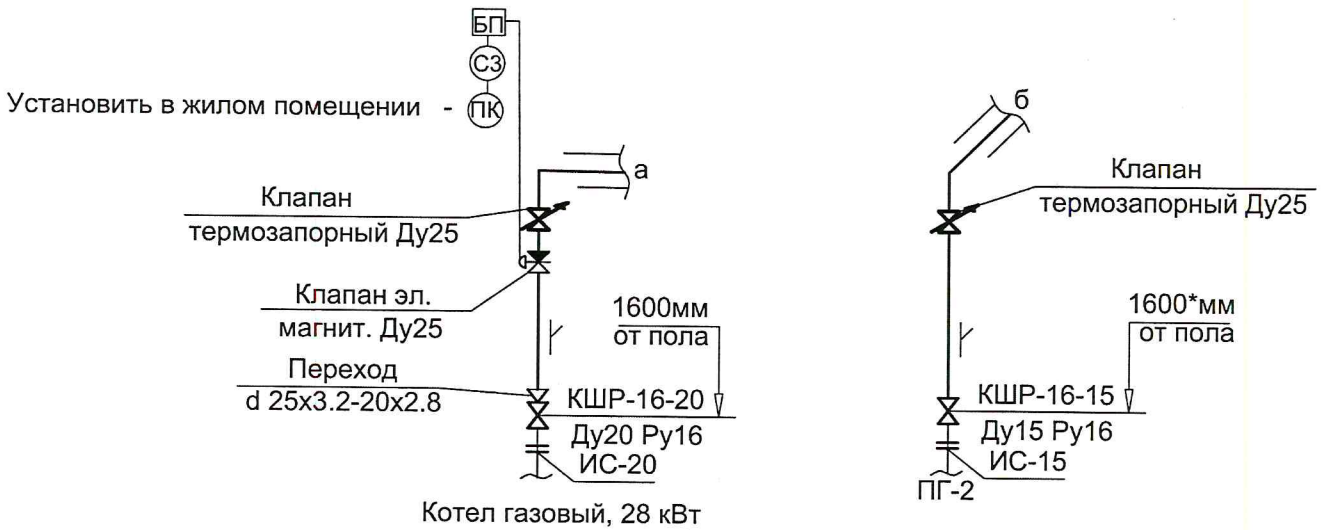 БП
СЗ
Установить в жилом помещении - ПК
а
Клапан
термозапорный Ду25
Клапан эл.
магнит. Ду25
1600мм
от пола
Переход
d 25х3.2-20х2.8
КШР-16-20
Ду20 Ру16
ИС-20
Котел газовый, 28 кВт
б
Клапан
термозапорный Ду25
1600*мм
от пола
КШР-16-15
Ду15 Ру16
ИС-15
ПГ-2